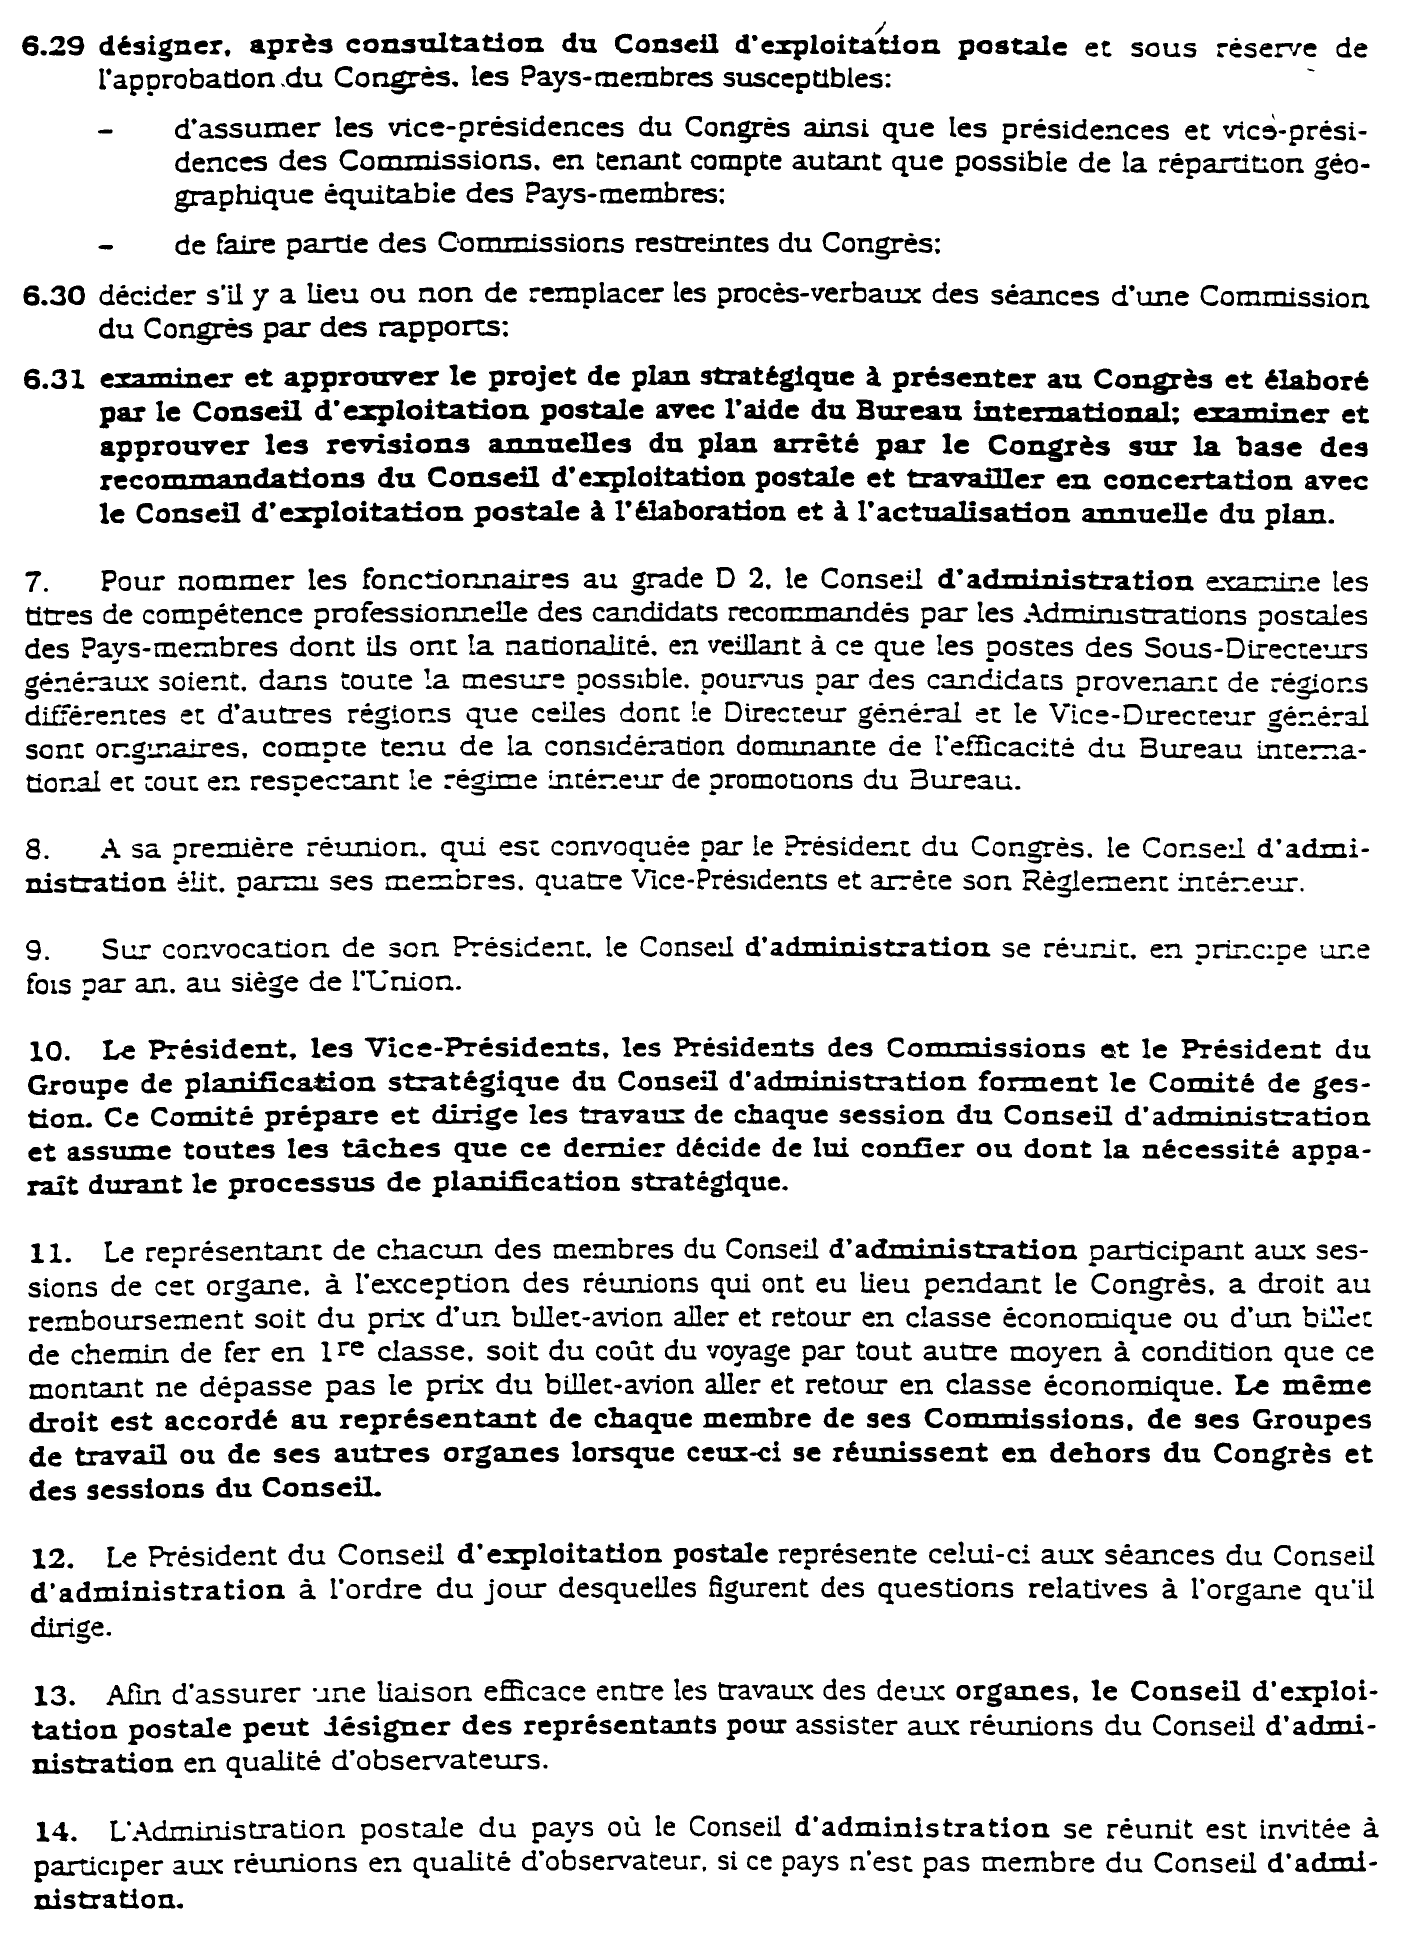 6.29 désigner, après consultation du Conseil d'exploitation postale et sous réserve de
l'approbation du Congrès, les Pays-membres susceptibles:
– d'assumer les vice-présidences du Congrès ainsi que les présidences et vice-prési-
dences des Commissions, en tenant compte autant que possible de la répartition géo-
graphique équitable des Pays-membres;
– de faire partie des Commissions restreintes du Congrès;
6.30 décider s'il y a lieu ou non de remplacer les procès-verbaux des séances d'une Commission
du Congrès par des rapports;
6.31 examiner et approuver le projet de plan stratégique à présenter au Congrès et élaboré
par le Conseil d'exploitation postale avec l'aide du Bureau international; examiner et
approuver les revisions annuelles du plan arrêté par le Congrès sur la base des
recommandations du Conseil d'exploitation postale et travailler en concertation avec
le Conseil d'exploitation postale à l'élaboration et à l'actualisation annuelle du plan.
7. Pour nommer les fonctionnaires au grade D 2, le Conseil d'administration examine les
titres de compétence professionnelle des candidats recommandés par les Administrations postales
des Pays-membres dont ils ont la nationalité, en veillant à ce que les postes des Sous-Directeurs
généraux soient, dans toute la mesure possible, pourvus par des candidats provenant de régions
différentes et d'autres régions que celles dont le Directeur général et le Vice-Directeur général
sont originaires, compte tenu de la considération dominante de l'efficacité du Bureau interna-
tional et tout en respectant le régime intérieur de promotions du Bureau.
8. A sa première réunion, qui est convoquée par le Président du Congrès, le Conseil d'admi-
nistration élit, parmi ses membres, quatre Vice-Présidents et arrête son Règlement intérieur.
9. Sur convocation de son Président, le Conseil d'administration se réunit, en principe une
fois par an, au siège de l'Union.
10. Le Président, les Vice-Présidents, les Présidents des Commissions et le Président du
Groupe de planification stratégique du Conseil d'administration forment le Comité de ges-
tion. Ce Comité prépare et dirige les travaux de chaque session du Conseil d'administration
et assume toutes les tâches que ce dernier décide de lui confier ou dont la nécessité appa-
raît durant le processus de planification stratégique.
11. Le représentant de chacun des membres du Conseil d'administration participant aux ses-
sions de cet organe, à l'exception des réunions qui ont eu lieu pendant le Congrès, a droit au
remboursement soit du prix d'un billet-avion aller et retour en classe économique ou d'un billet
de chemin de fer en 1re classe, soit du coût du voyage par tout autre moyen à condition que ce
montant ne dépasse pas le prix du billet-avion aller et retour en classe économique. Le même
droit est accordé au représentant de chaque membre de ses Commissions, de ses Groupes
de travail ou de ses autres organes lorsque ceux-ci se réunissent en dehors du Congrès et
des sessions du Conseil.
12. Le Président du Conseil d'exploitation postale représente celui-ci aux séances du Conseil
d'administration à l'ordre du jour desquelles figurent des questions relatives à l'organe qu'il
dirige.
13. Afin d'assurer une liaison efficace entre les travaux des deux organes, le Conseil d'exploi-
tation postale peut désigner des représentants pour assister aux réunions du Conseil d'admi-
nistration en qualité d'observateurs.
14. L'Administration postale du pays où le Conseil d'administration se réunit est invitée à
participer aux réunions en qualité d'observateur, si ce pays n'est pas membre du Conseil d'admi-
nistration.